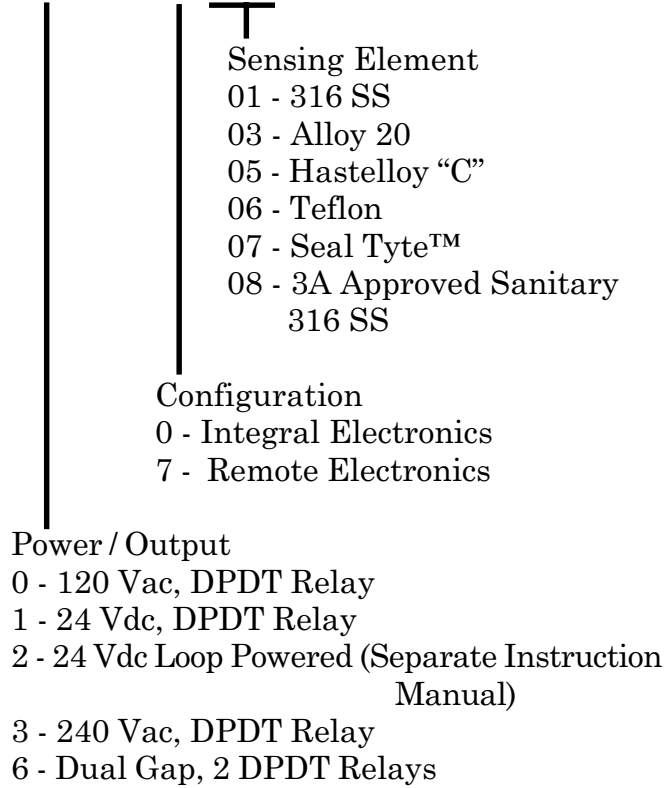 Sensing Element
01 - 316 SS
03 - Alloy 20
05 - Hastelloy “C”
06 - Teflon
07 - Seal Tyte™
08 - 3A Approved Sanitary
316 SS
Configuration
0 - Integral Electronics
7 - Remote Electronics
Power / Output
0 - 120 Vac, DPDT Relay
1 - 24 Vdc, DPDT Relay
2 - 24 Vdc Loop Powered (Separate Instruction
Manual)
3 - 240 Vac, DPDT Relay
6 - Dual Gap, 2 DPDT Relays